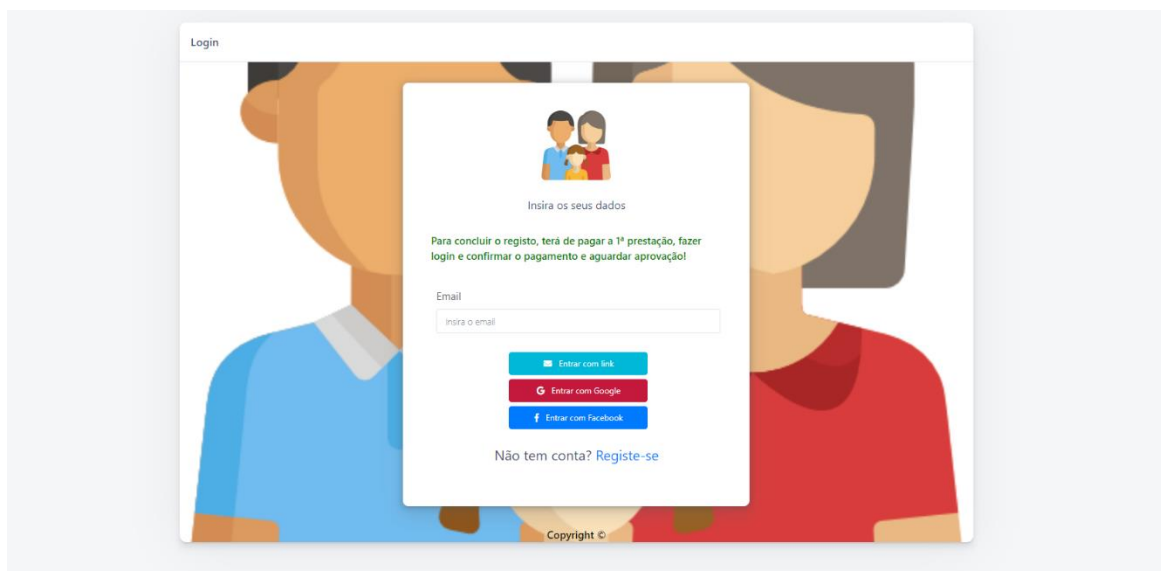 Login
Insira os seus dados
Para concluir o registo, terá de pagar a 1ª prestação, fazer
login e confirmar o pagamento e aguardar aprovação!
Email
Insira o email
Entrar com link
Entrar com Google
Entrar com Facebook
Não tem conta? Registe-se
Copyright ©